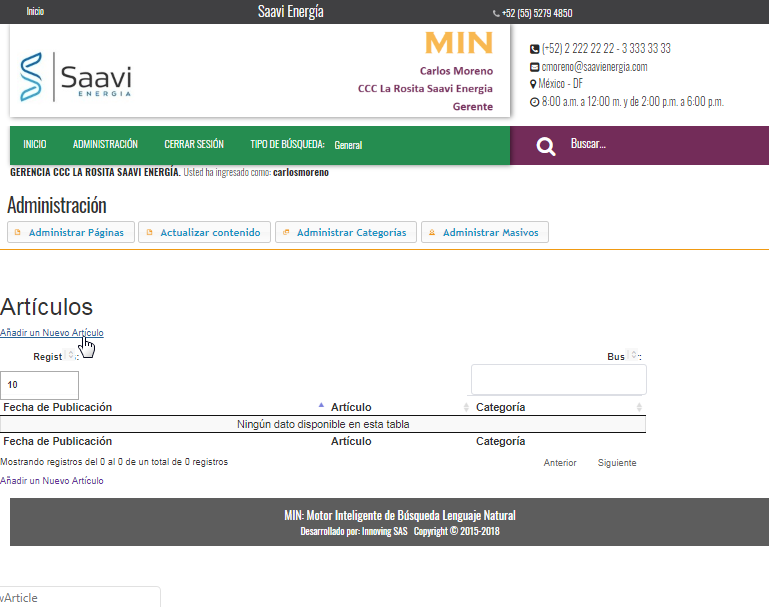 Inicio
Saavi Energía
+52 (55) 5279 4850
Saavi
ENERGIA
MIN
Carlos Moreno
CCC La Rosita Saavi Energia
Gerente
(+52) 2 222 22 22 - 3 333 33 33
cmoreno@saavienergia.com
México - DF
8:00 a.m. a 12:00 m. y de 2:00 p.m. a 6:00 p.m.
INICIO ADMINISTRACIÓN CERRAR SESIÓN TIPO DE BÚSQUEDA: General
Buscar...
GERENCIA CCC LA ROSITA SAAVI ENERGÍA. Usted ha ingresado como: carlosmoreno
Administración
Administrar Páginas Actualizar contenido Administrar Categorías Administrar Masivos
Artículos
Añadir un Nuevo Artículo
Regist :
Bus :
10
Fecha de Publicación Artículo Categoría
Ningún dato disponible en esta tabla
Fecha de Publicación Artículo Categoría
Mostrando registros del 0 al 0 de un total de 0 registros
Anterior Siguiente
Añadir un Nuevo Artículo
MIN: Motor Inteligente de Búsqueda Lenguaje Natural
Desarrollado por: Innoving SAS Copyright © 2015-2018
wArticle